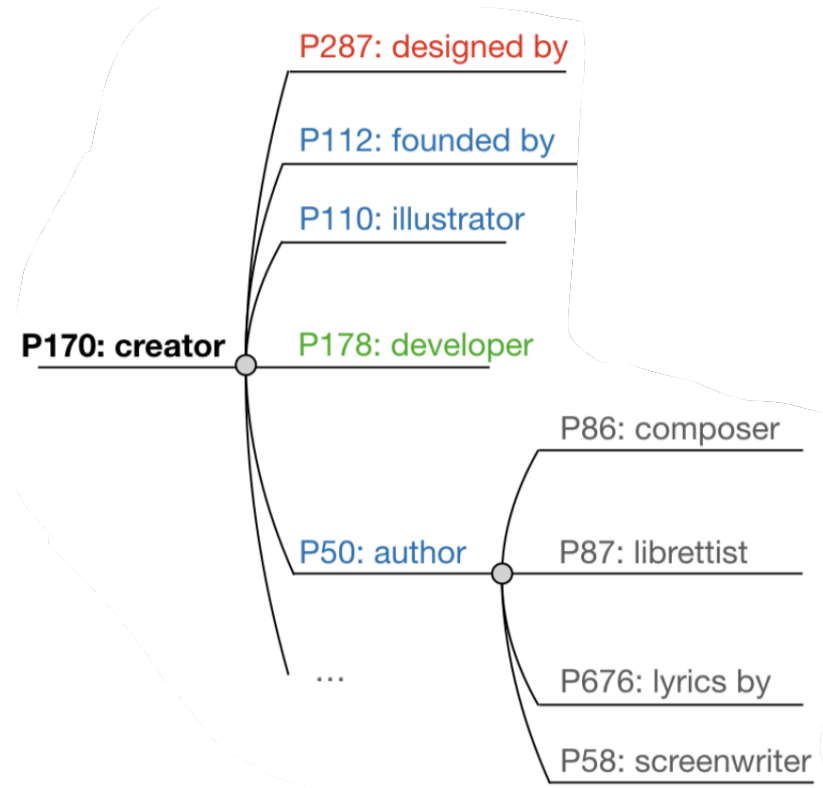 P287: designed by
P112: founded by
P110: illustrator
P170: creator
P178: developer
P86: composer
P50: author
P87: librettist
...
P676: lyrics by
P58: screenwriter